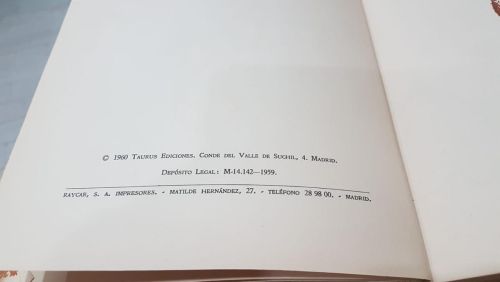 © 1960 Taurus Ediciones. Conde del Valle de Suchil, 4. Madrid.
Depósito Legal: M-14.142—1959.
RAYCAR, S. A. IMPRESORES. - MATILDE HERNÁNDEZ, 27. - TELÉFONO 28 98 00. - MADRID.